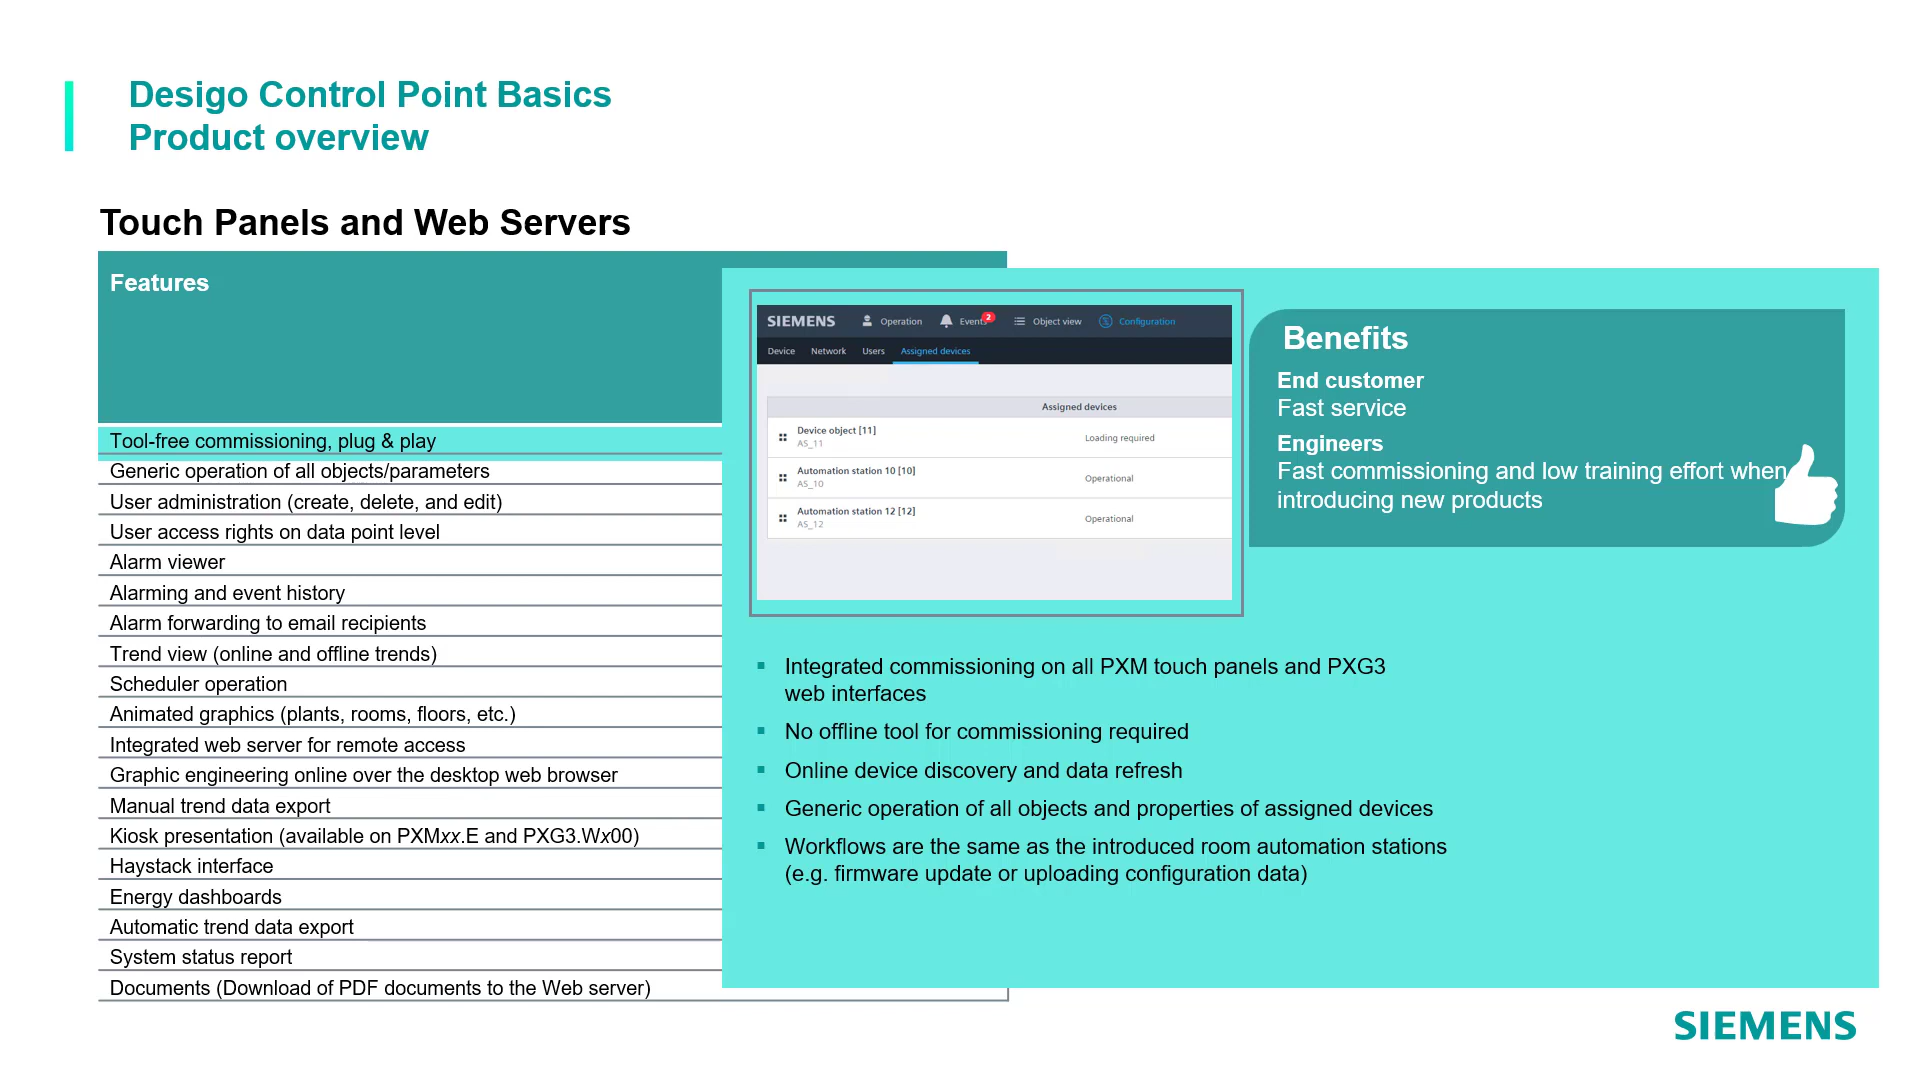 Desigo Control Point Basics
Product overview
Touch Panels and Web Servers
Features
Tool-free commissioning, plug & play
Generic operation of all objects/parameters
User administration (create, delete, and edit)
User access rights on data point level
Alarm viewer
Alarming and event history
Alarm forwarding to email recipients
Trend view (online and offline trends)
Scheduler operation
Animated graphics (plants, rooms, floors, etc.)
Integrated web server for remote access
Graphic engineering online over the desktop web browser
Manual trend data export
Kiosk presentation (available on PXMxx.E and PXG3.Wx00)
Haystack interface
Energy dashboards
Automatic trend data export
System status report
Documents (Download of PDF documents to the Web server)
SIEMENS Operation Events 2 Object view Configuration
Device Network Users Assigned devices
Assigned devices
Device object [11]
AS_11
Loading required
Automation station 10 [10]
AS_10
Operational
Automation station 12 [12]
AS_12
Operational
Benefits
End customer
Fast service
Engineers
Fast commissioning and low training effort when
introducing new products
▪ Integrated commissioning on all PXM touch panels and PXG3
web interfaces
▪ No offline tool for commissioning required
▪ Online device discovery and data refresh
▪ Generic operation of all objects and properties of assigned devices
▪ Workflows are the same as the introduced room automation stations
(e.g. firmware update or uploading configuration data)
SIEMENS